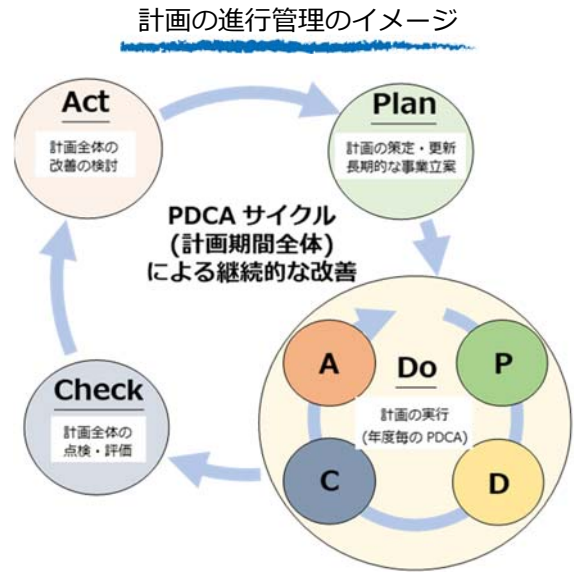 計画の進行管理のイメージ
Act
計画全体の
改善の検討
Plan
計画の策定・更新
長期的な事業立案
PDCA サイクル
(計画期間全体)
による継続的な改善
A
Do
P
計画の実行
(年度毎の PDCA)
C
D
Check
計画全体の
点検・評価